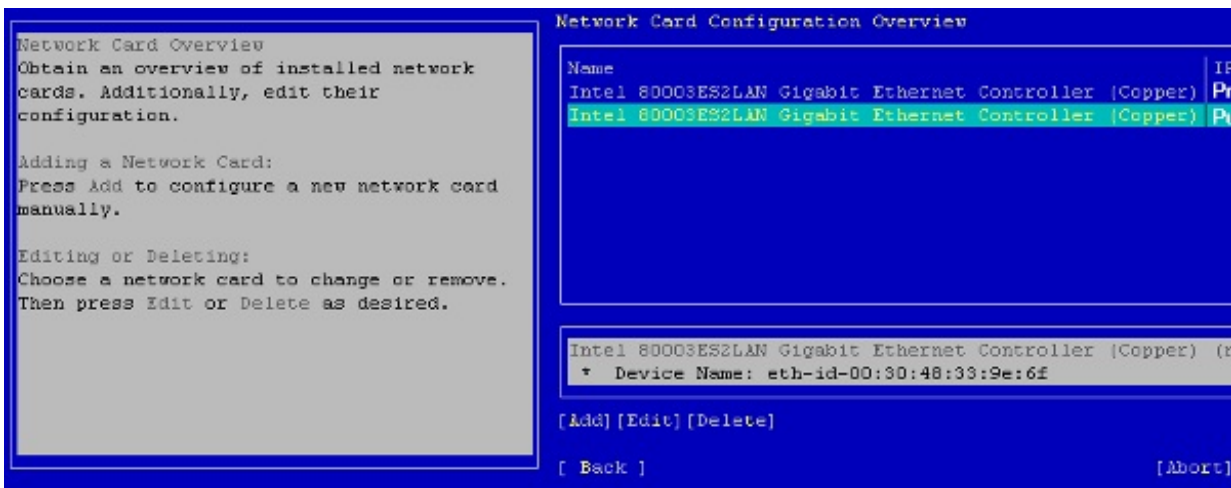 Network Card Overview
Obtain an overview of installed network
cards. Additionally, edit their
configuration.
Adding a Network Card:
Press Add to configure a new network card
manually.
Editing or Deleting:
Choose a network card to change or remove.
Then press Edit or Delete as desired.
Network Card Configuration Overview
Name IP
Intel 80003ES2LAN Gigabit Ethernet Controller (Copper) Pr
Intel 80003ES2LAN Gigabit Ethernet Controller (Copper) Pu
Intel 80003ES2LAN Gigabit Ethernet Controller (Copper) (
* Device Name: eth-id-00:30:48:33:9e:6f
[Add][Edit][Delete]
[ Back ] [Abort]